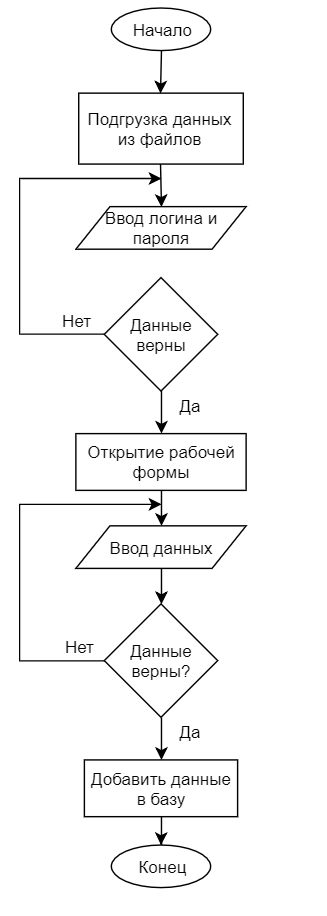 Начало
Подгрузка данных
из файлов
Ввод логина и
пароля
Нет
Данные
верны
Да
Открытие рабочей
формы
Ввод данных
Нет
Данные
верны?
Да
Добавить данные
в базу
Конец